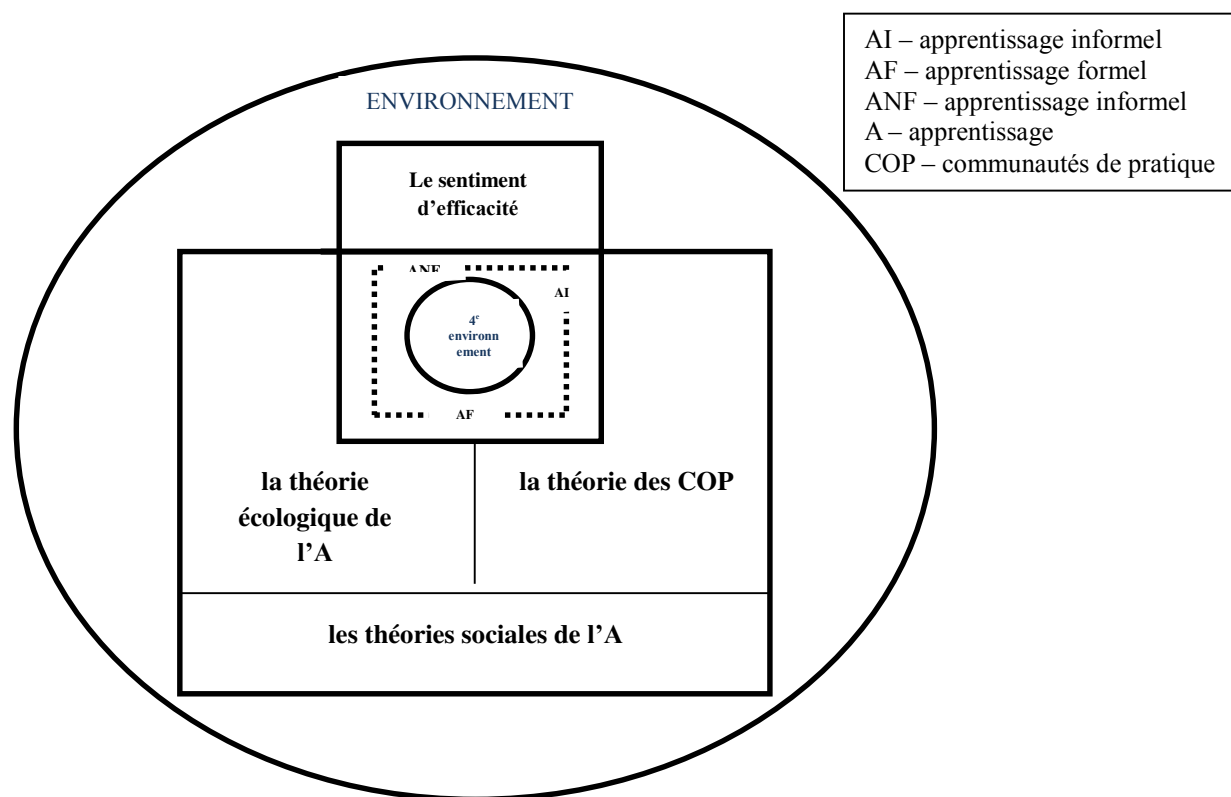 AI – apprentissage informel
AF – apprentissage formel
ANF – apprentissage informel
A – apprentissage
COP – communautés de pratique
ENVIRONNEMENT
Le sentiment
d’efficacité
ANF
AI
4e
environn
ement
AF
la théorie
écologique de
l’A
la théorie des COP
les théories sociales de l’A